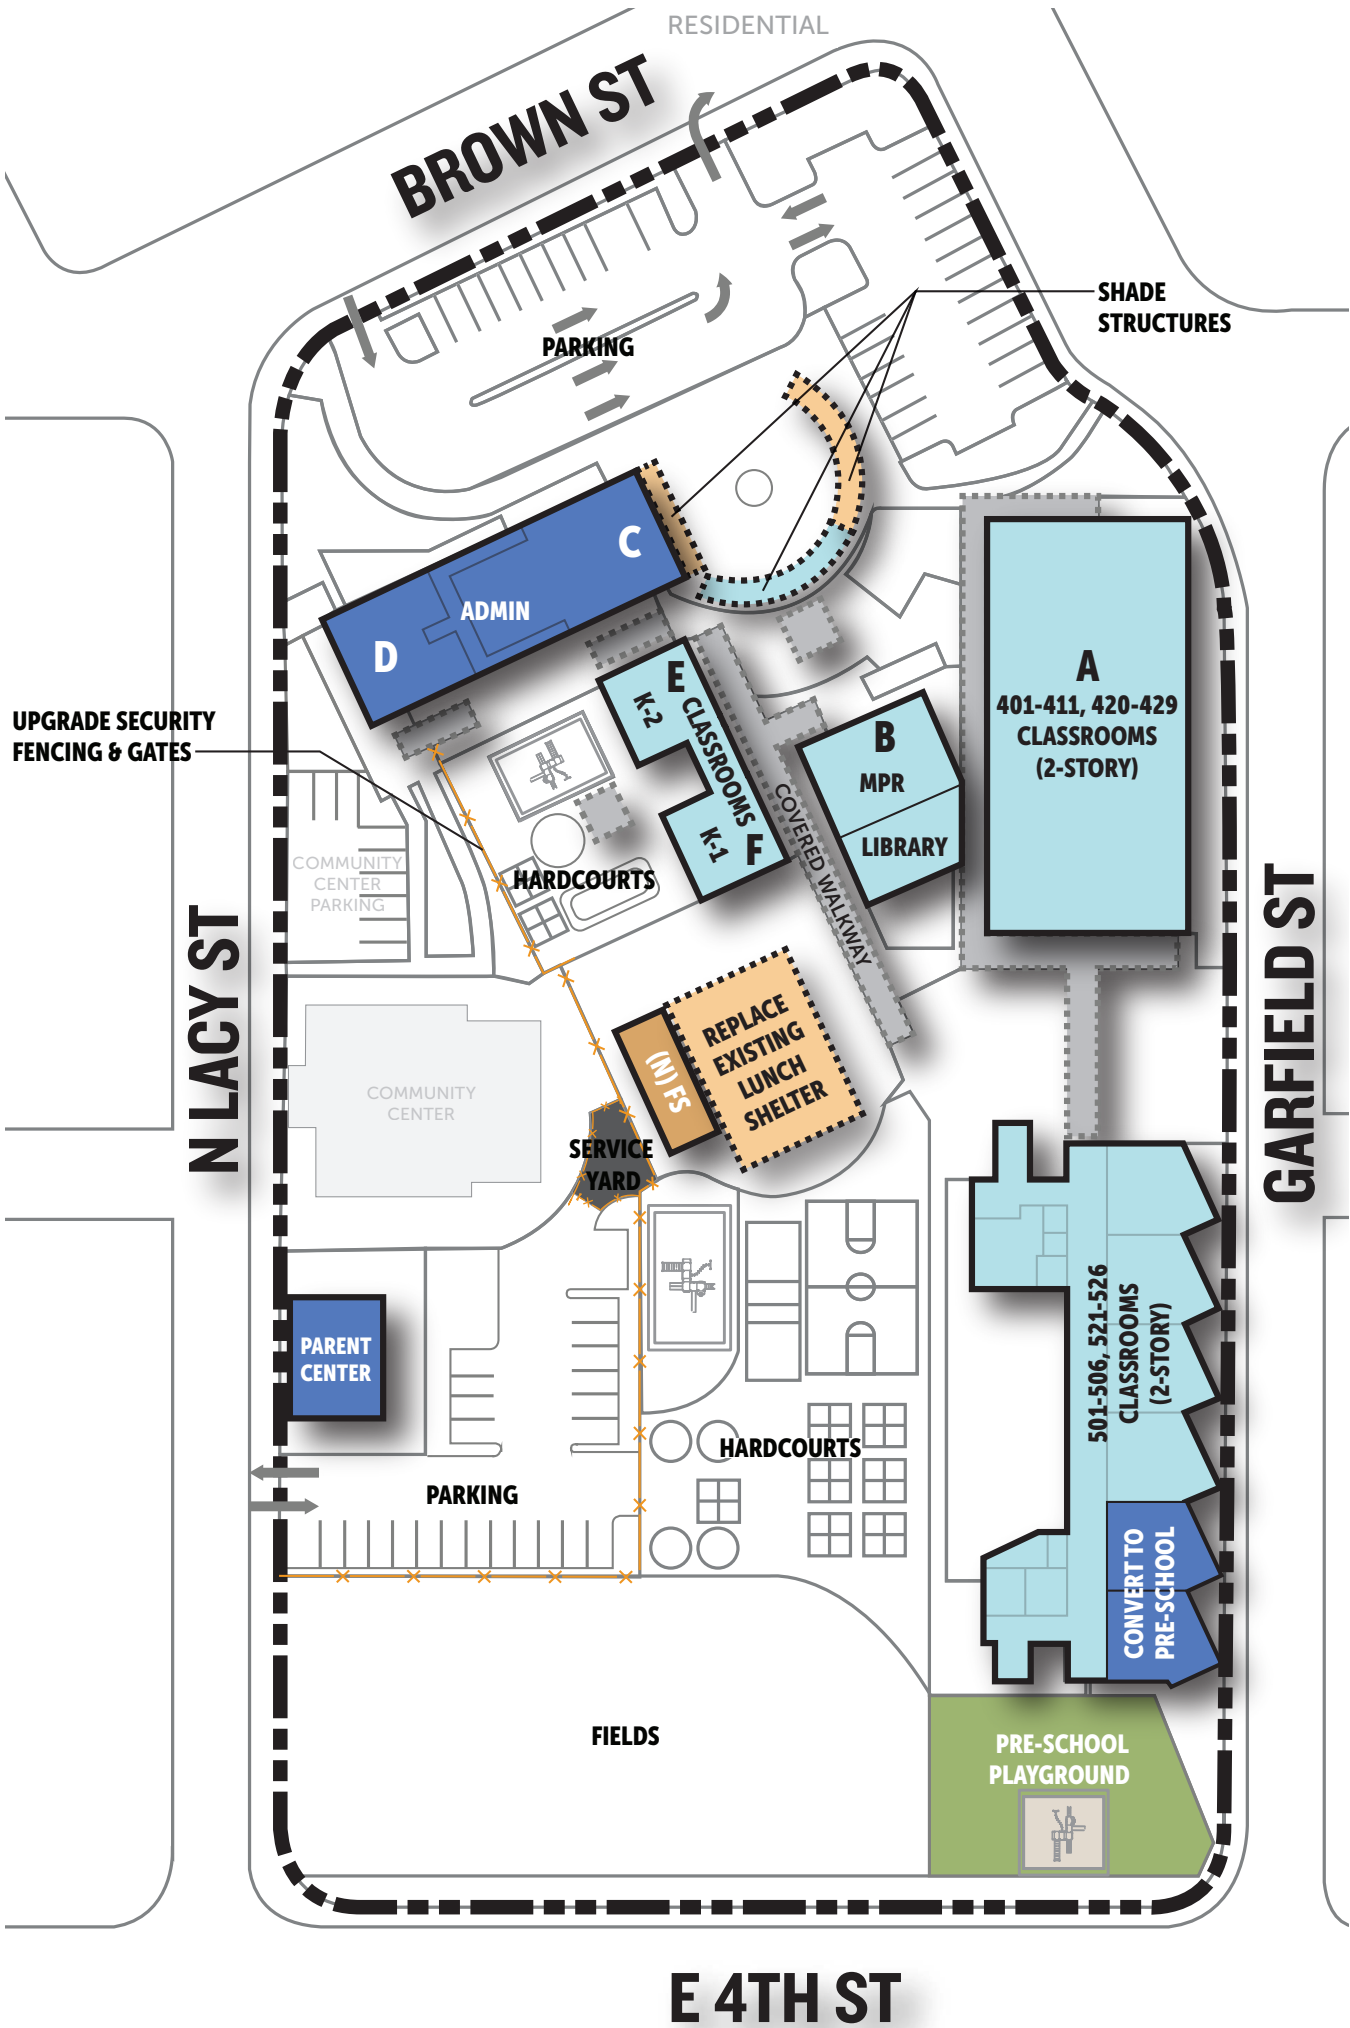 RESIDENTIAL
BROWN ST
SHADE
STRUCTURES
PARKING
C
ADMIN
D
A
401-411, 420-429
CLASSROOMS
(2-STORY)
E
K-2
CLASSROOMS
K-1
F
UPGRADE SECURITY
FENCING & GATES
B
MPR
LIBRARY
COVERED WALKWAY
COMMUNITY
CENTER
PARKING
HARDCOURTS
N LACY ST
GARFIELD ST
REPLACE
EXISTING
LUNCH
SHELTER
(N) FS
COMMUNITY
CENTER
SERVICE
YARD
501-506, 521-526
CLASSROOMS
(2-STORY)
PARENT
CENTER
HARDCOURTS
PARKING
CONVERT TO
PRE-SCHOOL
FIELDS
PRE-SCHOOL
PLAYGROUND
E 4TH ST